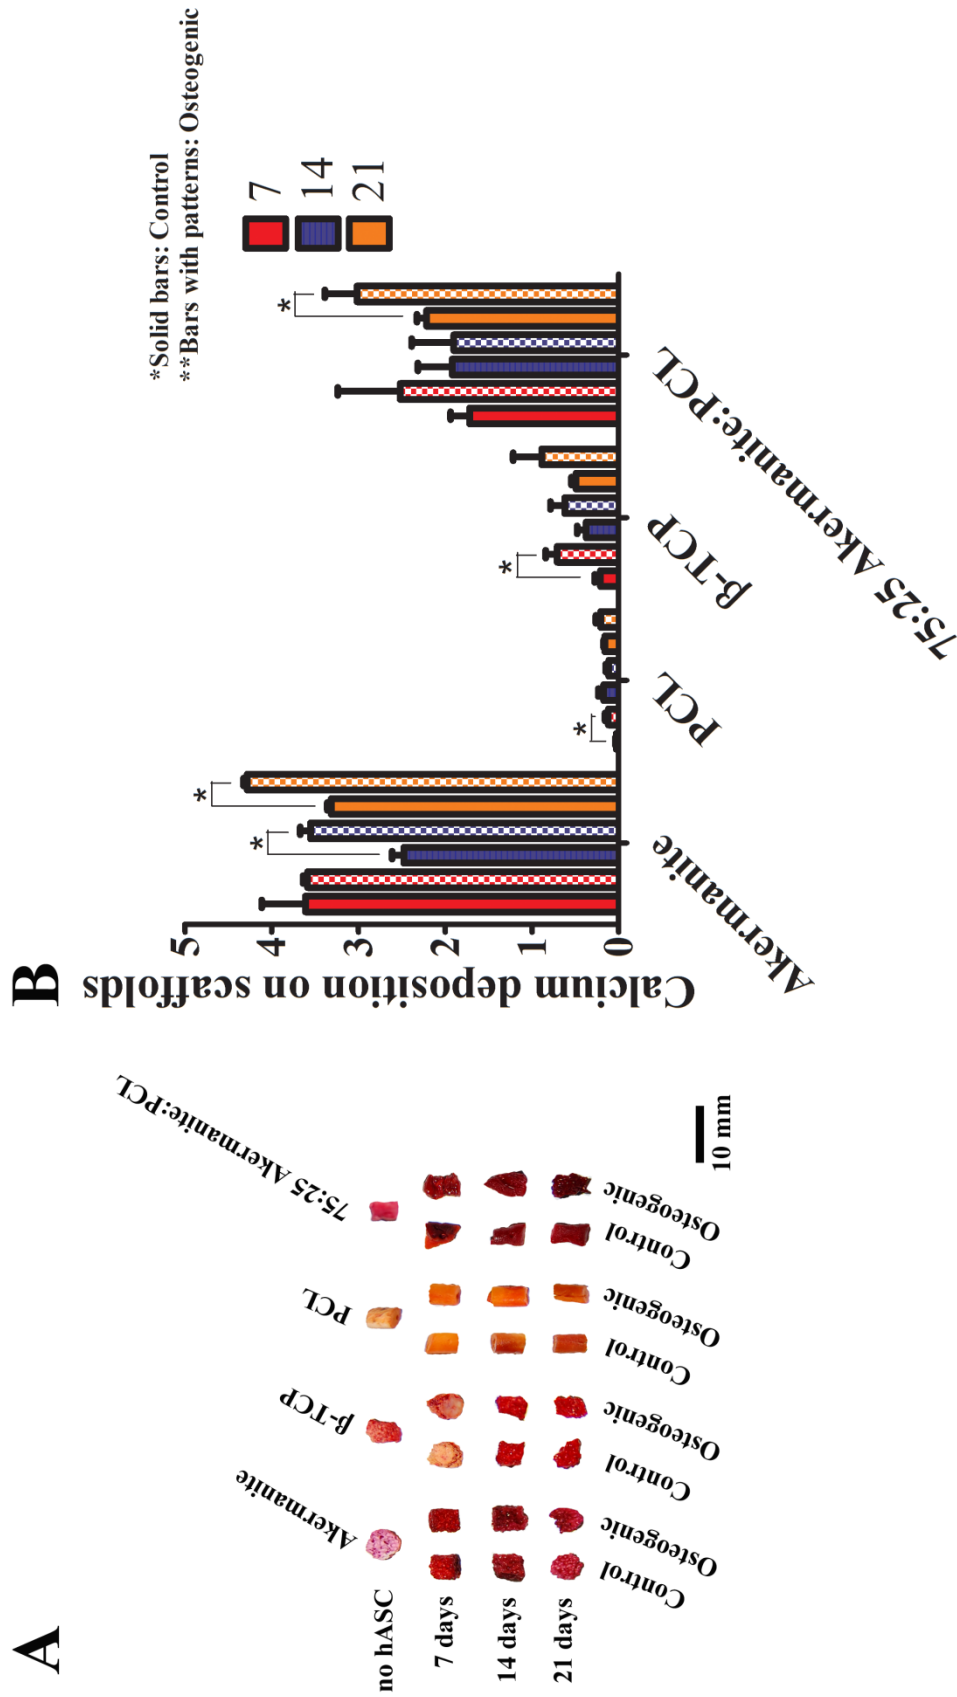 A
Akermanite
β-TCP
PCL
75:25 Akermanite:PCL
no hASC
7 days
14 days
21 days
Control
Osteogenic
Control
Osteogenic
Control
Osteogenic
Control
Osteogenic
10 mm
B
*Solid bars: Control
**Bars with patterns: Osteogenic
7
14
21
Calcium deposition on scaffolds
5
4
3
2
1
0
*
*
*
*
*
Akermanite
PCL
β-TCP
75:25 Akermanite:PCL